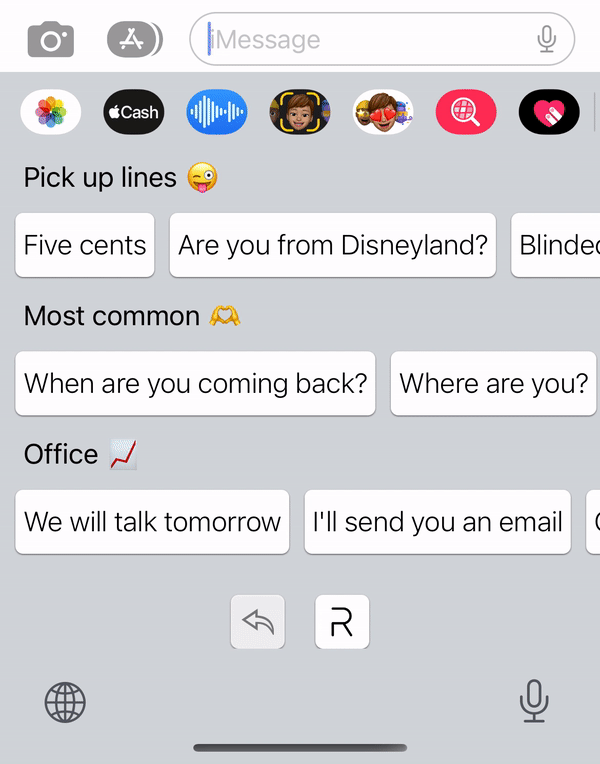 iMessage
Cash
Pick up lines 😜
Five cents
Are you from Disneyland?
Blinded
Most common 🫶
When are you coming back?
Where are you?
Office 📈
We will talk tomorrow
I'll send you an email
R